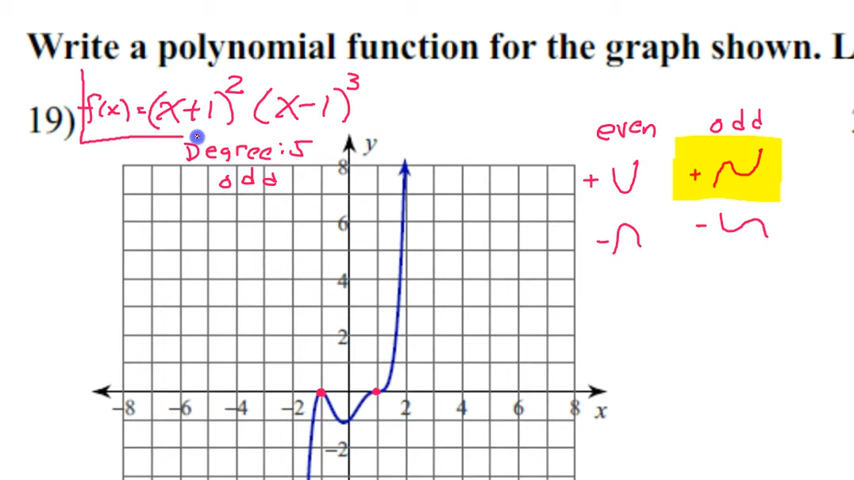 Write a polynomial function for the graph shown. L
19) f(x)=(x+1)² (x-1)³
Degree: 5
odd
even odd
+ +
- -
y
8
6
4
2
-8 -6 -4 -2 2 4 6 8 x
-2